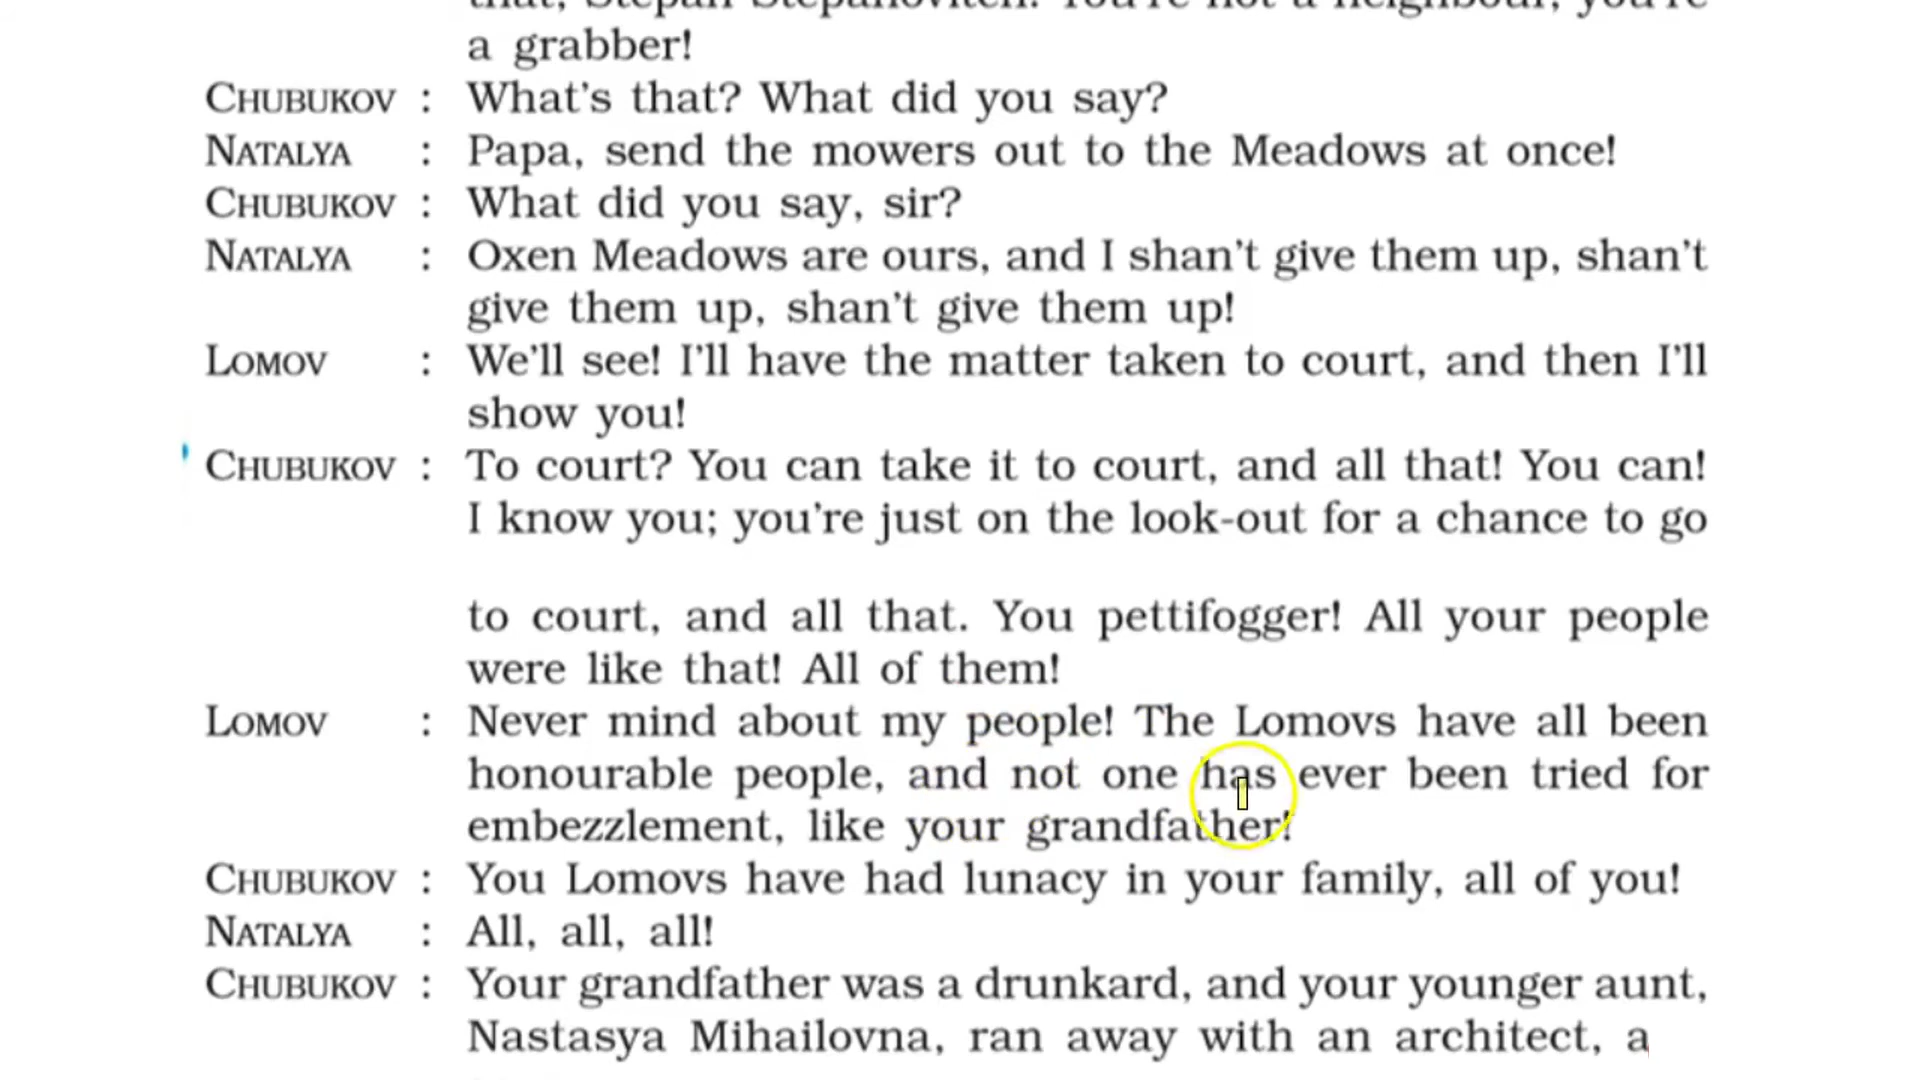 that, Stepan Stepanovitch! You're not a neighbour, you're
a grabber!
CHUBUKOV : What's that? What did you say?
NATALYA : Papa, send the mowers out to the Meadows at once!
CHUBUKOV : What did you say, sir?
NATALYA : Oxen Meadows are ours, and I shan't give them up, shan't
give them up, shan't give them up!
LOMOV : We'll see! I'll have the matter taken to court, and then I'll
show you!
CHUBUKOV : To court? You can take it to court, and all that! You can!
I know you; you're just on the look-out for a chance to go
to court, and all that. You pettifogger! All your people
were like that! All of them!
LOMOV : Never mind about my people! The Lomovs have all been
honourable people, and not one has ever been tried for
embezzlement, like your grandfather!
CHUBUKOV : You Lomovs have had lunacy in your family, all of you!
NATALYA : All, all, all!
CHUBUKOV : Your grandfather was a drunkard, and your younger aunt,
Nastasya Mihailovna, ran away with an architect, a